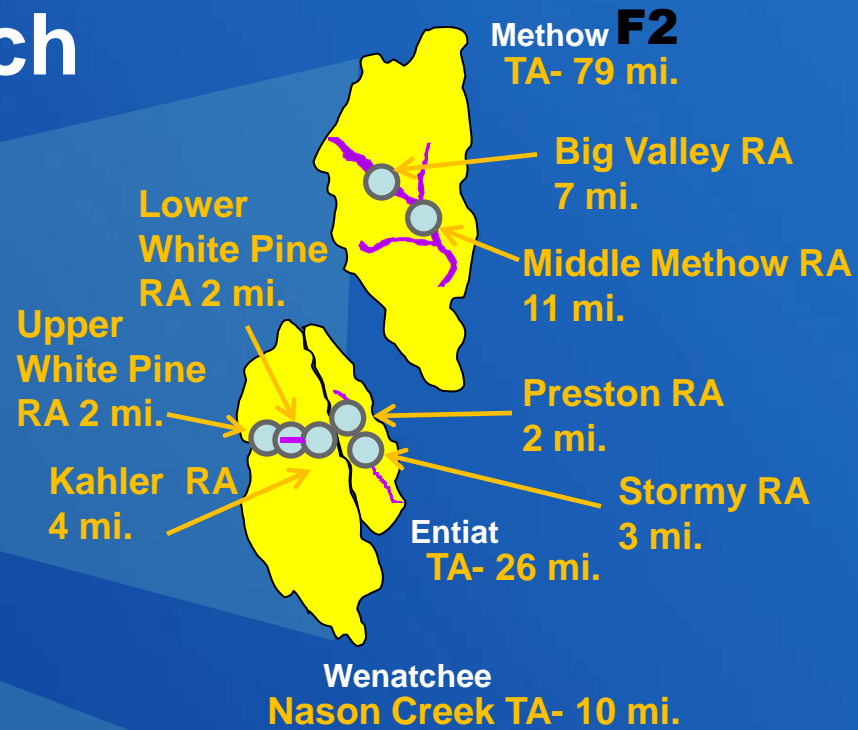 ch
Methow F2
TA- 79 mi.
Big Valley RA
7 mi.
Lower
White Pine
RA 2 mi.
Middle Methow RA
11 mi.
Upper
White Pine
RA 2 mi.
Preston RA
2 mi.
Kahler RA
4 mi.
Stormy RA
3 mi.
Entiat
TA- 26 mi.
Wenatchee
Nason Creek TA- 10 mi.